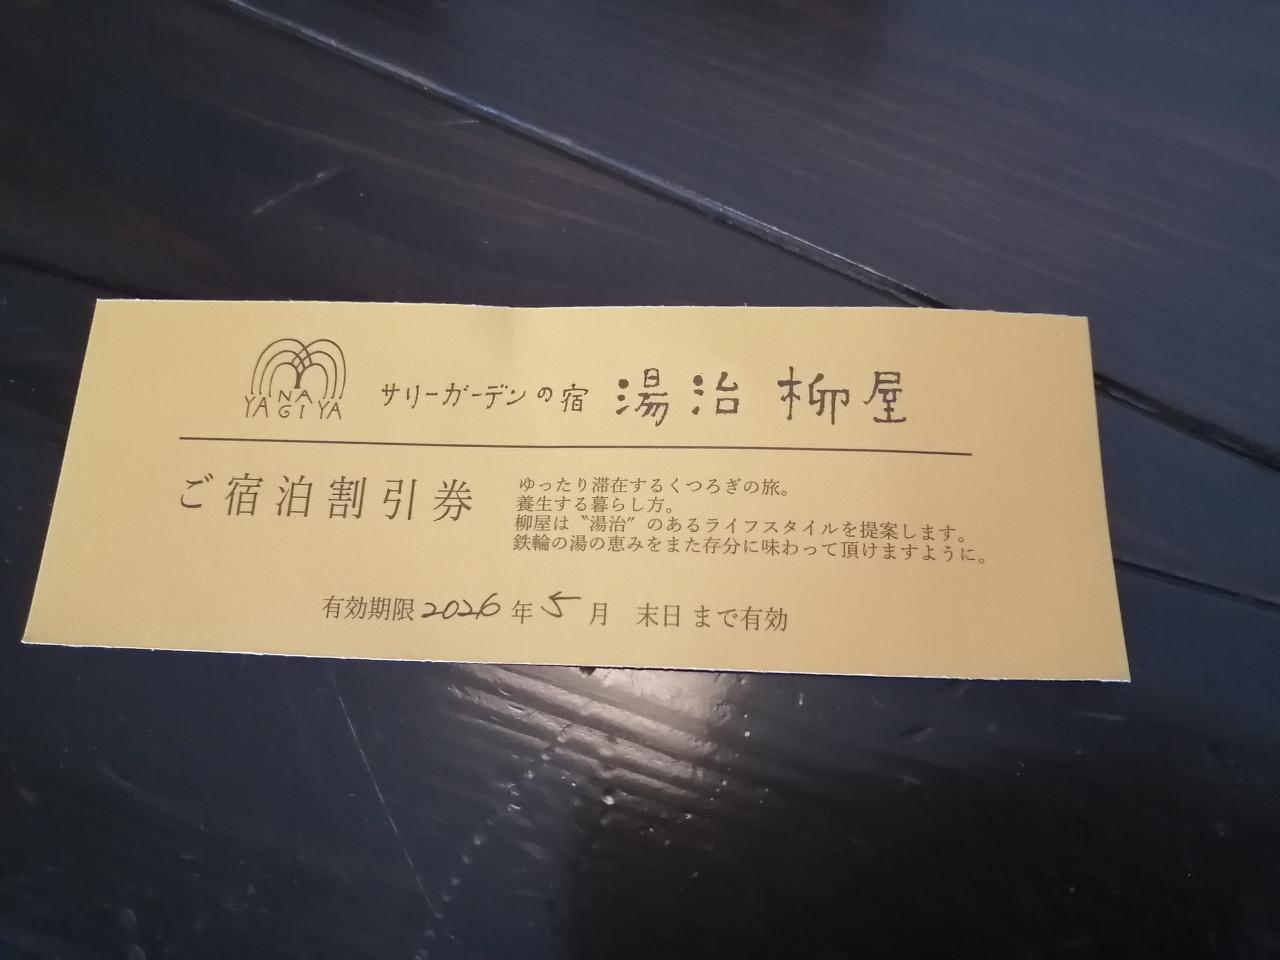 YANAGIYA
サリーガーデンの宿 湯治 柳屋
ご宿泊割引券
ゆったり滞在するくつろぎの旅。
養生する暮らし方。
柳屋は〝湯治〟のあるライフスタイルを提案します。
鉄輪の湯の恵みをまた存分に味わって頂けますように。
有効期限 2026 年 5 月 末日 まで有効